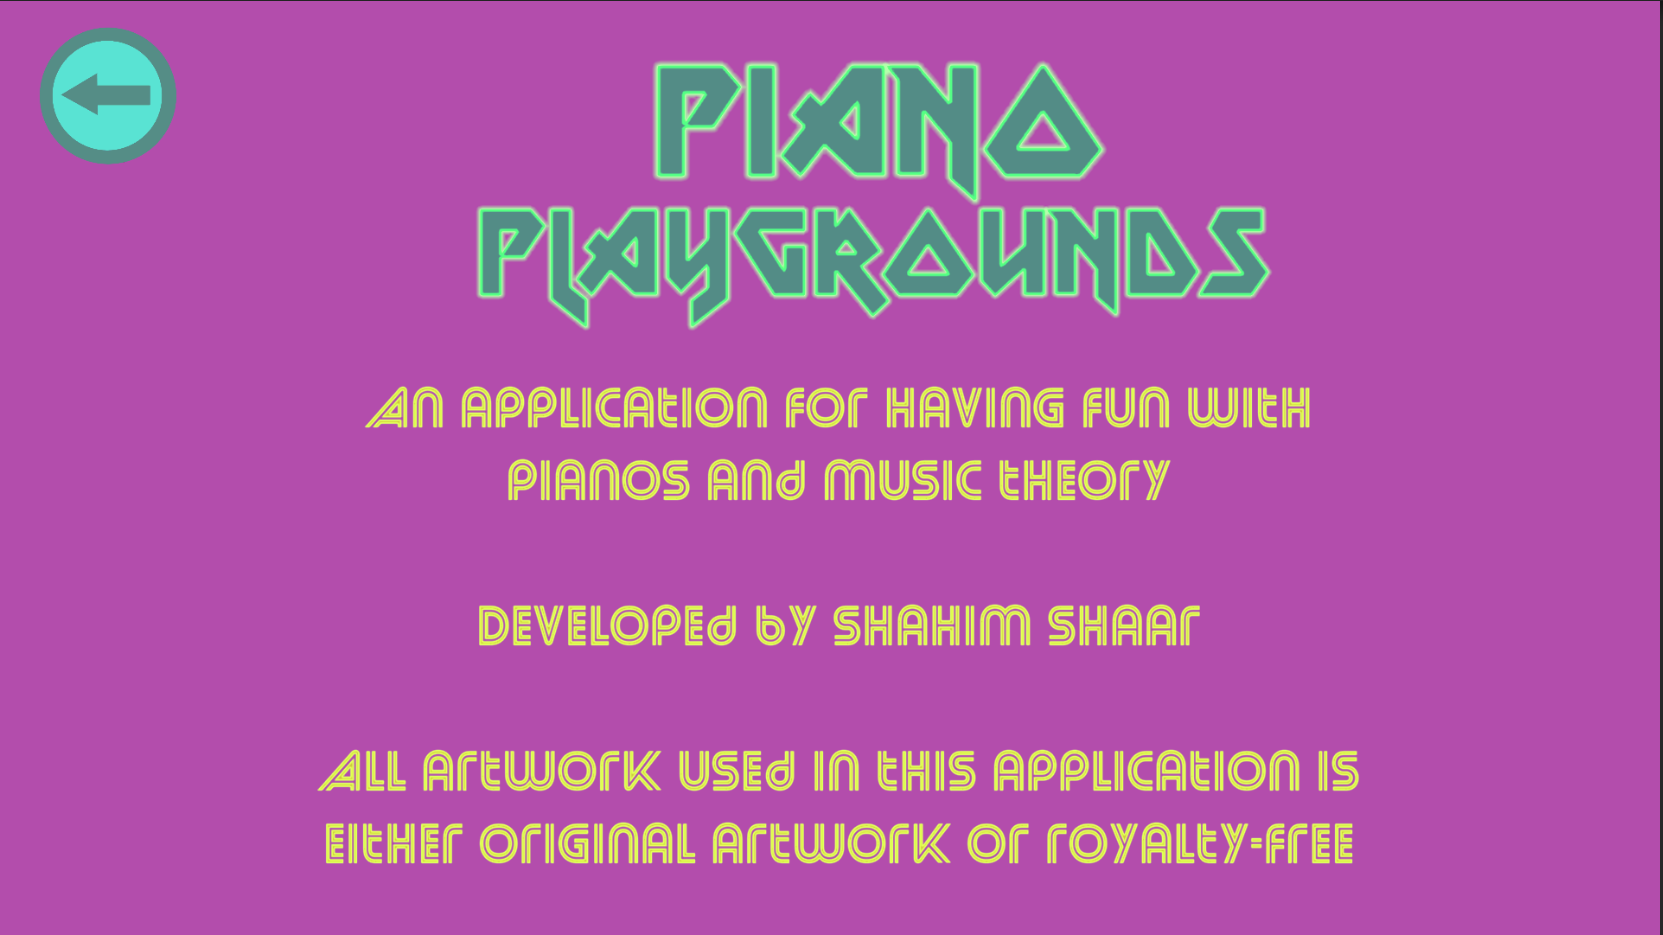 PIANO
PLAYGROUNDS
An application for having fun with
pianos and music theory
Developed by Shahim Shaar
All artwork used in this application is
either original artwork or royalty-free